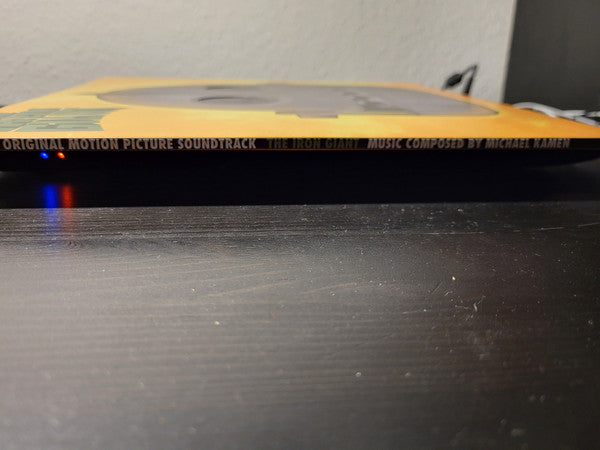 ORIGINAL MOTION PICTURE SOUNDTRACK THE IRON GIANT MUSIC COMPOSED BY MICHAEL KAMEN